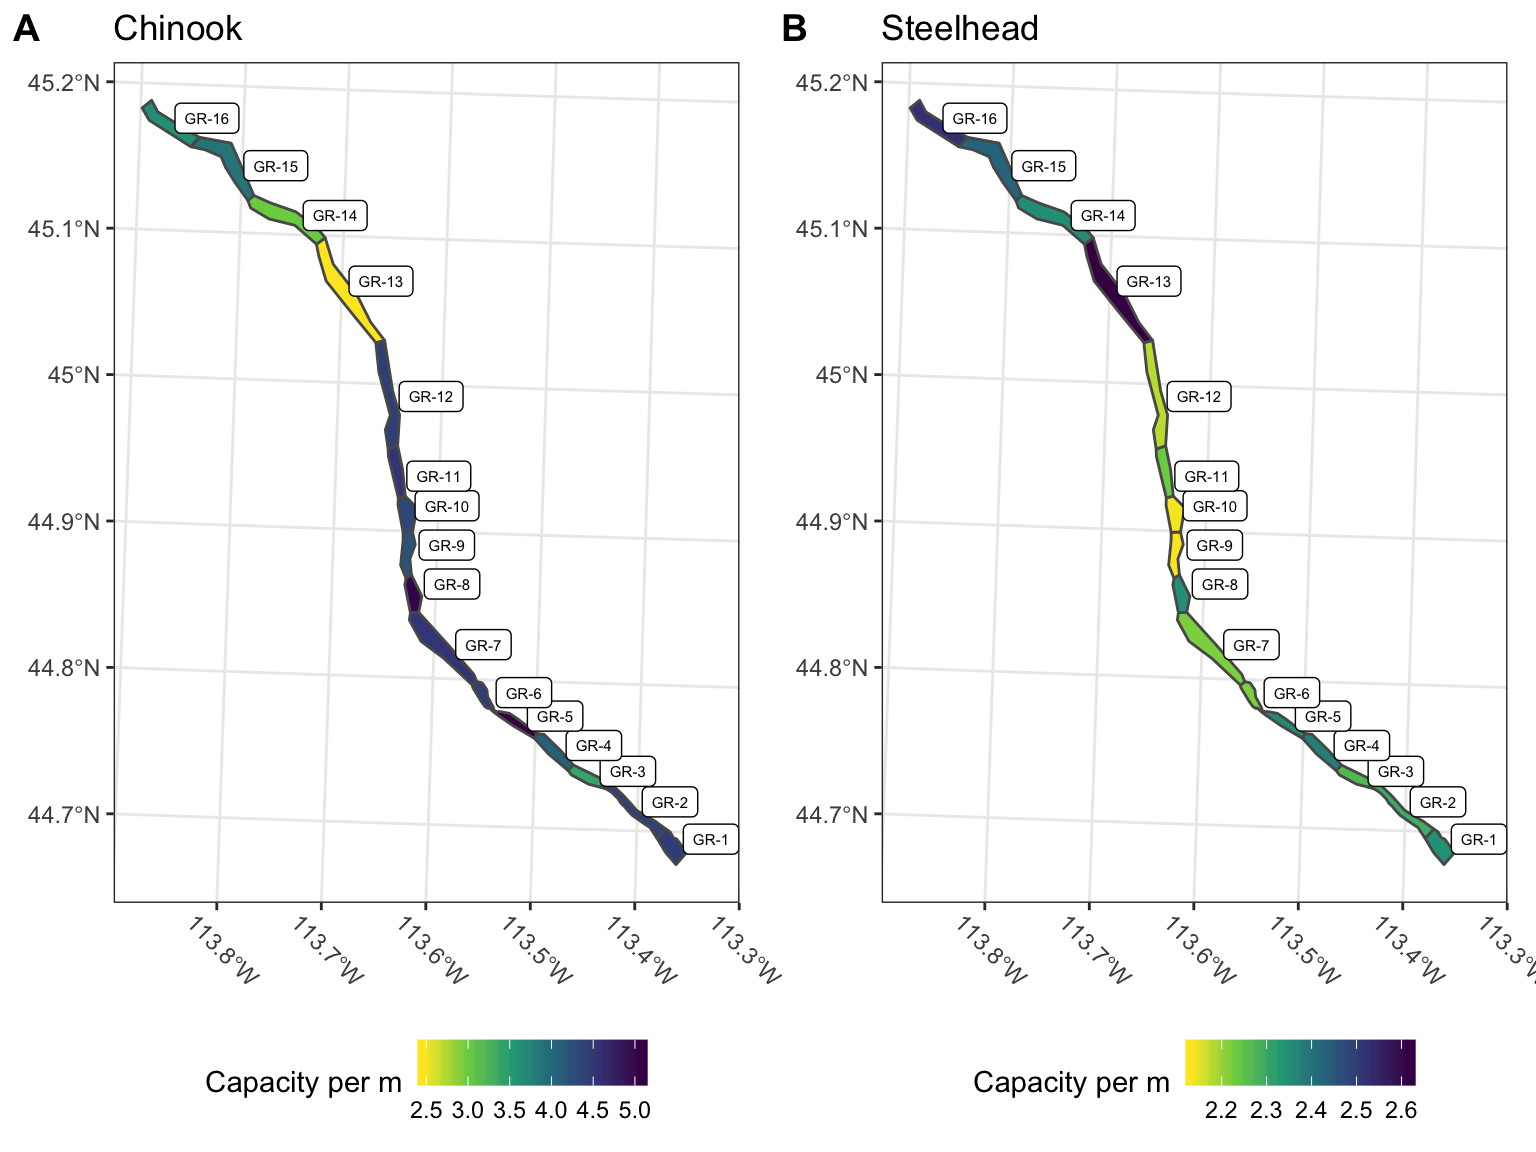 A Chinook
45.2°N
45.1°N
45°N
44.9°N
44.8°N
44.7°N
GR-16
GR-15
GR-14
GR-13
GR-12
GR-11
GR-10
GR-9
GR-8
GR-7
GR-6
GR-5
GR-4
GR-3
GR-2
GR-1
113.8°W 113.7°W 113.6°W 113.5°W 113.4°W 113.3°W
Capacity per m
2.5 3.0 3.5 4.0 4.5 5.0
B Steelhead
45.2°N
45.1°N
45°N
44.9°N
44.8°N
44.7°N
GR-16
GR-15
GR-14
GR-13
GR-12
GR-11
GR-10
GR-9
GR-8
GR-7
GR-6
GR-5
GR-4
GR-3
GR-2
GR-1
113.8°W 113.7°W 113.6°W 113.5°W 113.4°W 113.3°W
Capacity per m
2.2 2.3 2.4 2.5 2.6